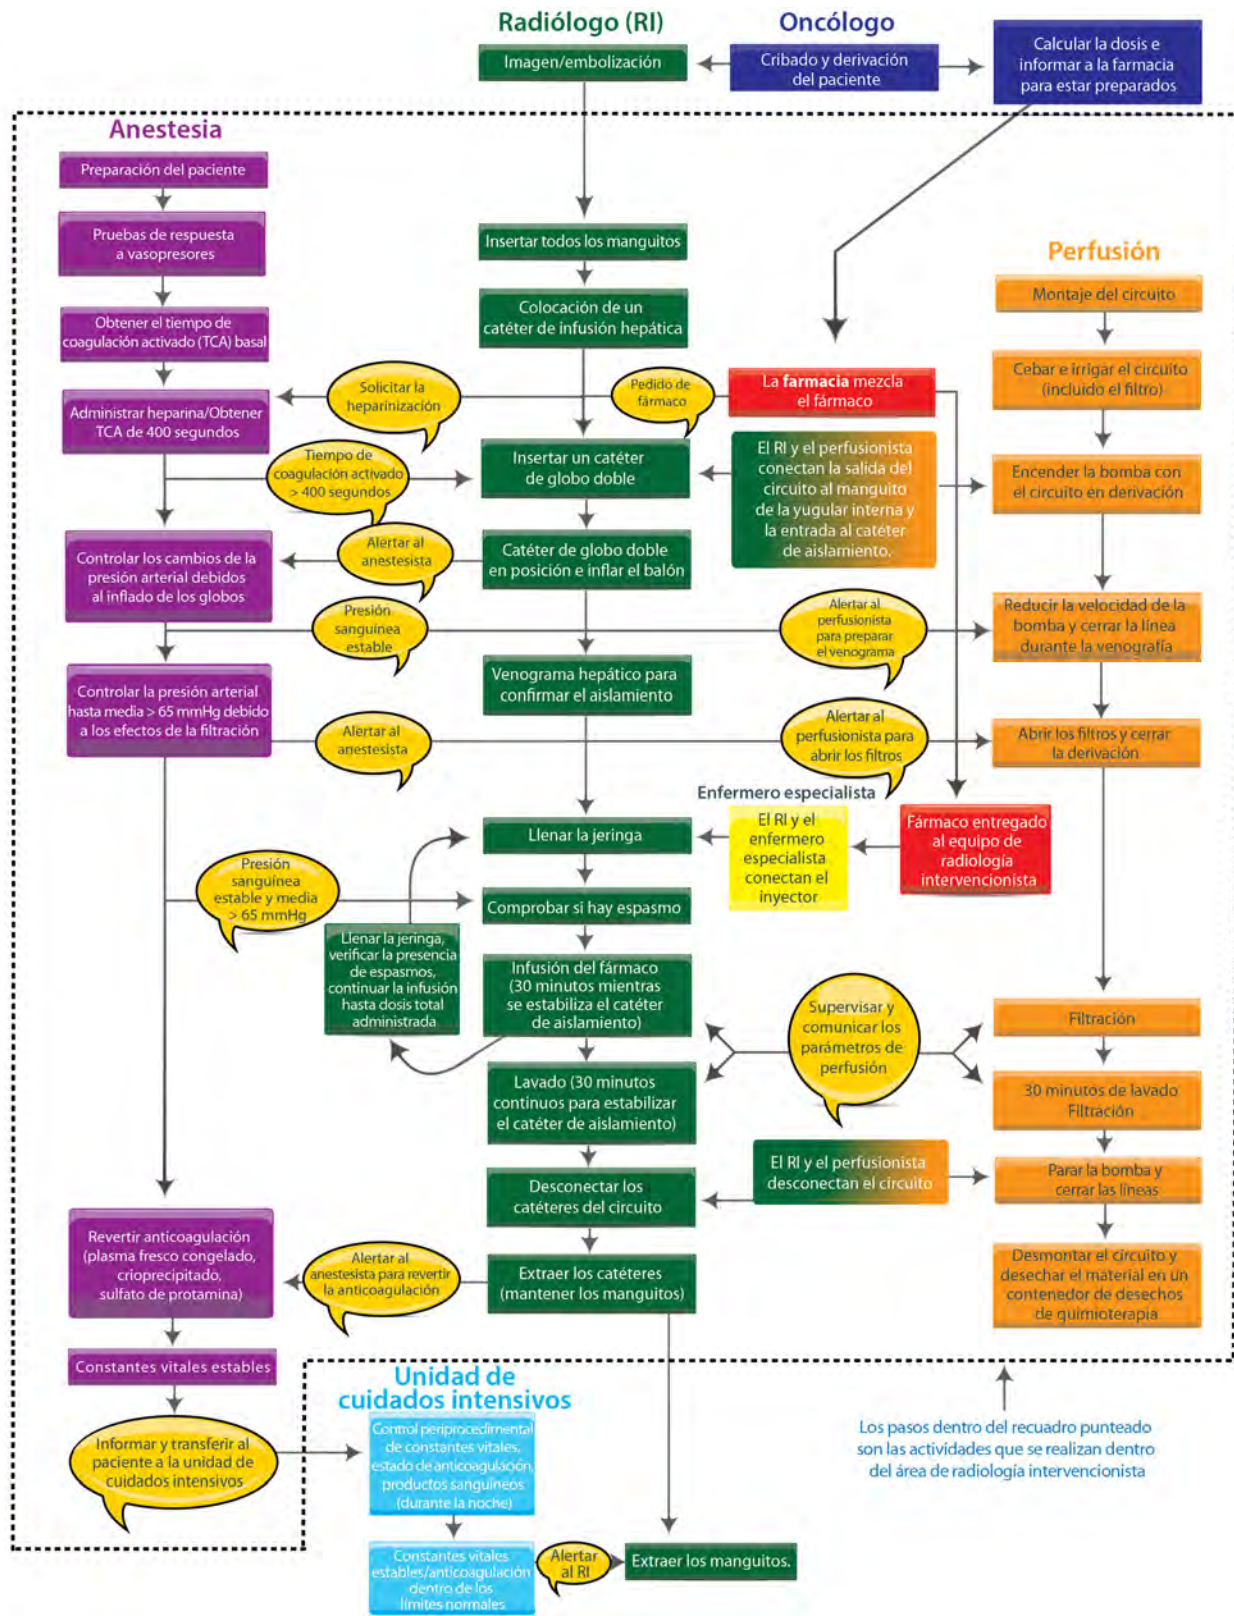 Radiólogo (RI)
Oncólogo
Imagen/embolización
Cribado y derivación
del paciente
Calcular la dosis e
informar a la farmacia
para estar preparados
Anestesia
Preparación del paciente
Pruebas de respuesta
a vasopresores
Obtener el tiempo de
coagulación activado (TCA) basal
Administrar heparina/Obtener
TCA de 400 segundos
Controlar los cambios de la
presión arterial debidos
al inflado de los globos
Controlar la presión arterial
hasta media > 65 mmHg debido
a los efectos de la filtración
Revertir anticoagulación
(plasma fresco congelado,
crioprecipitado,
sulfato de protamina)
Constantes vitales estables
Informar y transferir al
paciente a la unidad de
cuidados intensivos
Solicitar la
heparinización
Tiempo de
coagulación activado
> 400 segundos
Alertar al
anestesista
Presión
sanguínea
estable
Alertar al
anestesista
Presión
sanguínea
estable y media
> 65 mmHg
Llenar la jeringa,
verificar la presencia
de espasmos,
continuar la infusión
hasta dosis total
administrada
Alertar al
anestesista para revertir
la anticoagulación
Insertar todos los manguitos
Colocación de un
catéter de infusión hepática
Insertar un catéter
de globo doble
Catéter de globo doble
en posición e inflar el balón
Venograma hepático para
confirmar el aislamiento
Llenar la jeringa
Comprobar si hay espasmo
Infusión del fármaco
(30 minutos mientras
se estabiliza el catéter
de aislamiento)
Lavado (30 minutos
continuos para estabilizar
el catéter de aislamiento)
Desconectar los
catéteres del circuito
Extraer los catéteres
(mantener los manguitos)
Pedido de
fármaco
La farmacia mezcla
el fármaco
El RI y el perfusionista
conectan la salida del
circuito al manguito
de la yugular interna y
la entrada al catéter
de aislamiento.
Alertar al
perfusionista
para preparar
el venograma
Alertar al
perfusionista para
abrir los filtros
Enfermero especialista
El RI y el
enfermero
especialista
conectan el
inyector
Fármaco entregado
al equipo de
radiología
intervencionista
Supervisar y
comunicar los
parámetros de
perfusión
El RI y el perfusionista
desconectan el circuito
Perfusión
Montaje del circuito
Cebar e irrigar el circuito
(incluido el filtro)
Encender la bomba con
el circuito en derivación
Reducir la velocidad de la
bomba y cerrar la línea
durante la venografía
Abrir los filtros y cerrar
la derivación
Filtración
30 minutos de lavado
Filtración
Parar la bomba y
cerrar las líneas
Desmontar el circuito y
desechar el material en un
contenedor de desechos
de quimioterapia
Unidad de
cuidados intensivos
Control periprocedimental
de constantes vitales,
estado de anticoagulación,
productos sanguíneos
(durante la noche)
Constantes vitales
estables/anticoagulación
dentro de los
límites normales
Alertar
al RI
Extraer los manguitos.
Los pasos dentro del recuadro punteado
son las actividades que se realizan dentro
del área de radiología intervencionista